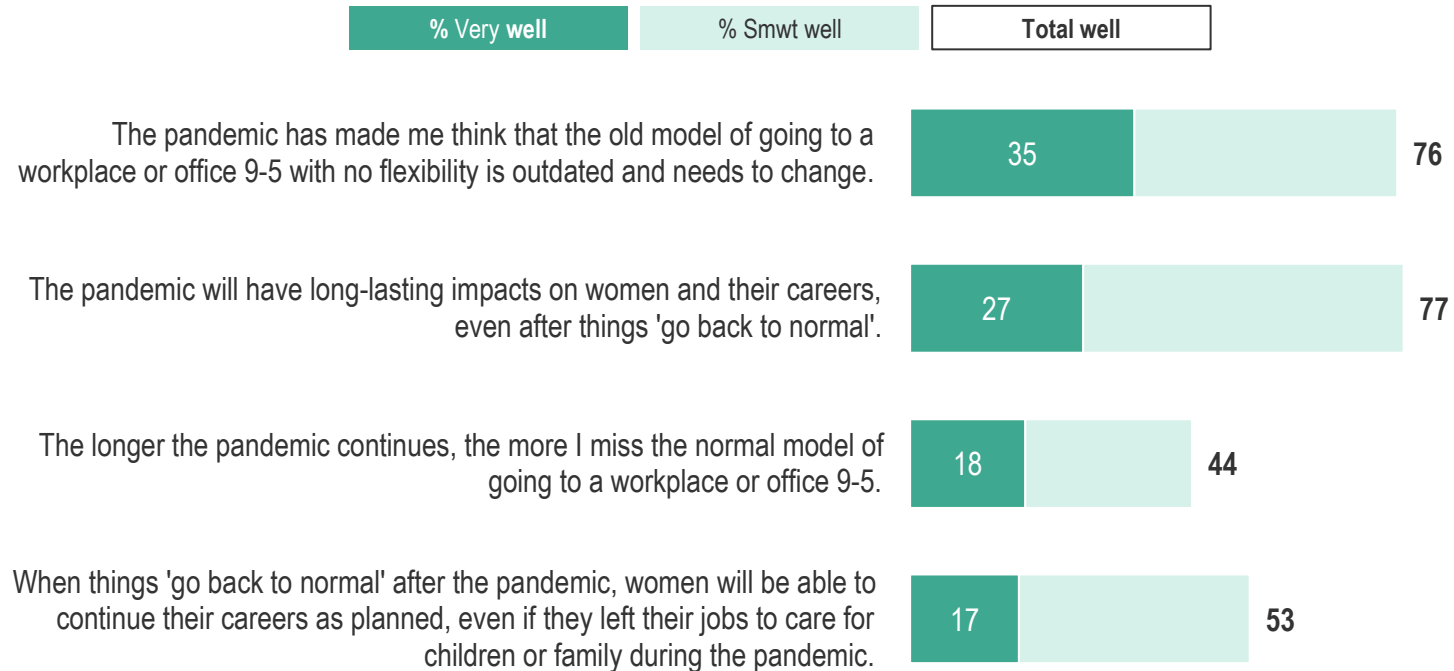 % Very well
% Smwt well
Total well
The pandemic has made me think that the old model of going to a
workplace or office 9-5 with no flexibility is outdated and needs to change.
35
76
The pandemic will have long-lasting impacts on women and their careers,
even after things 'go back to normal'.
27
77
The longer the pandemic continues, the more I miss the normal model of
going to a workplace or office 9-5.
18
44
When things 'go back to normal' after the pandemic, women will be able to
continue their careers as planned, even if they left their jobs to care for
children or family during the pandemic.
17
53